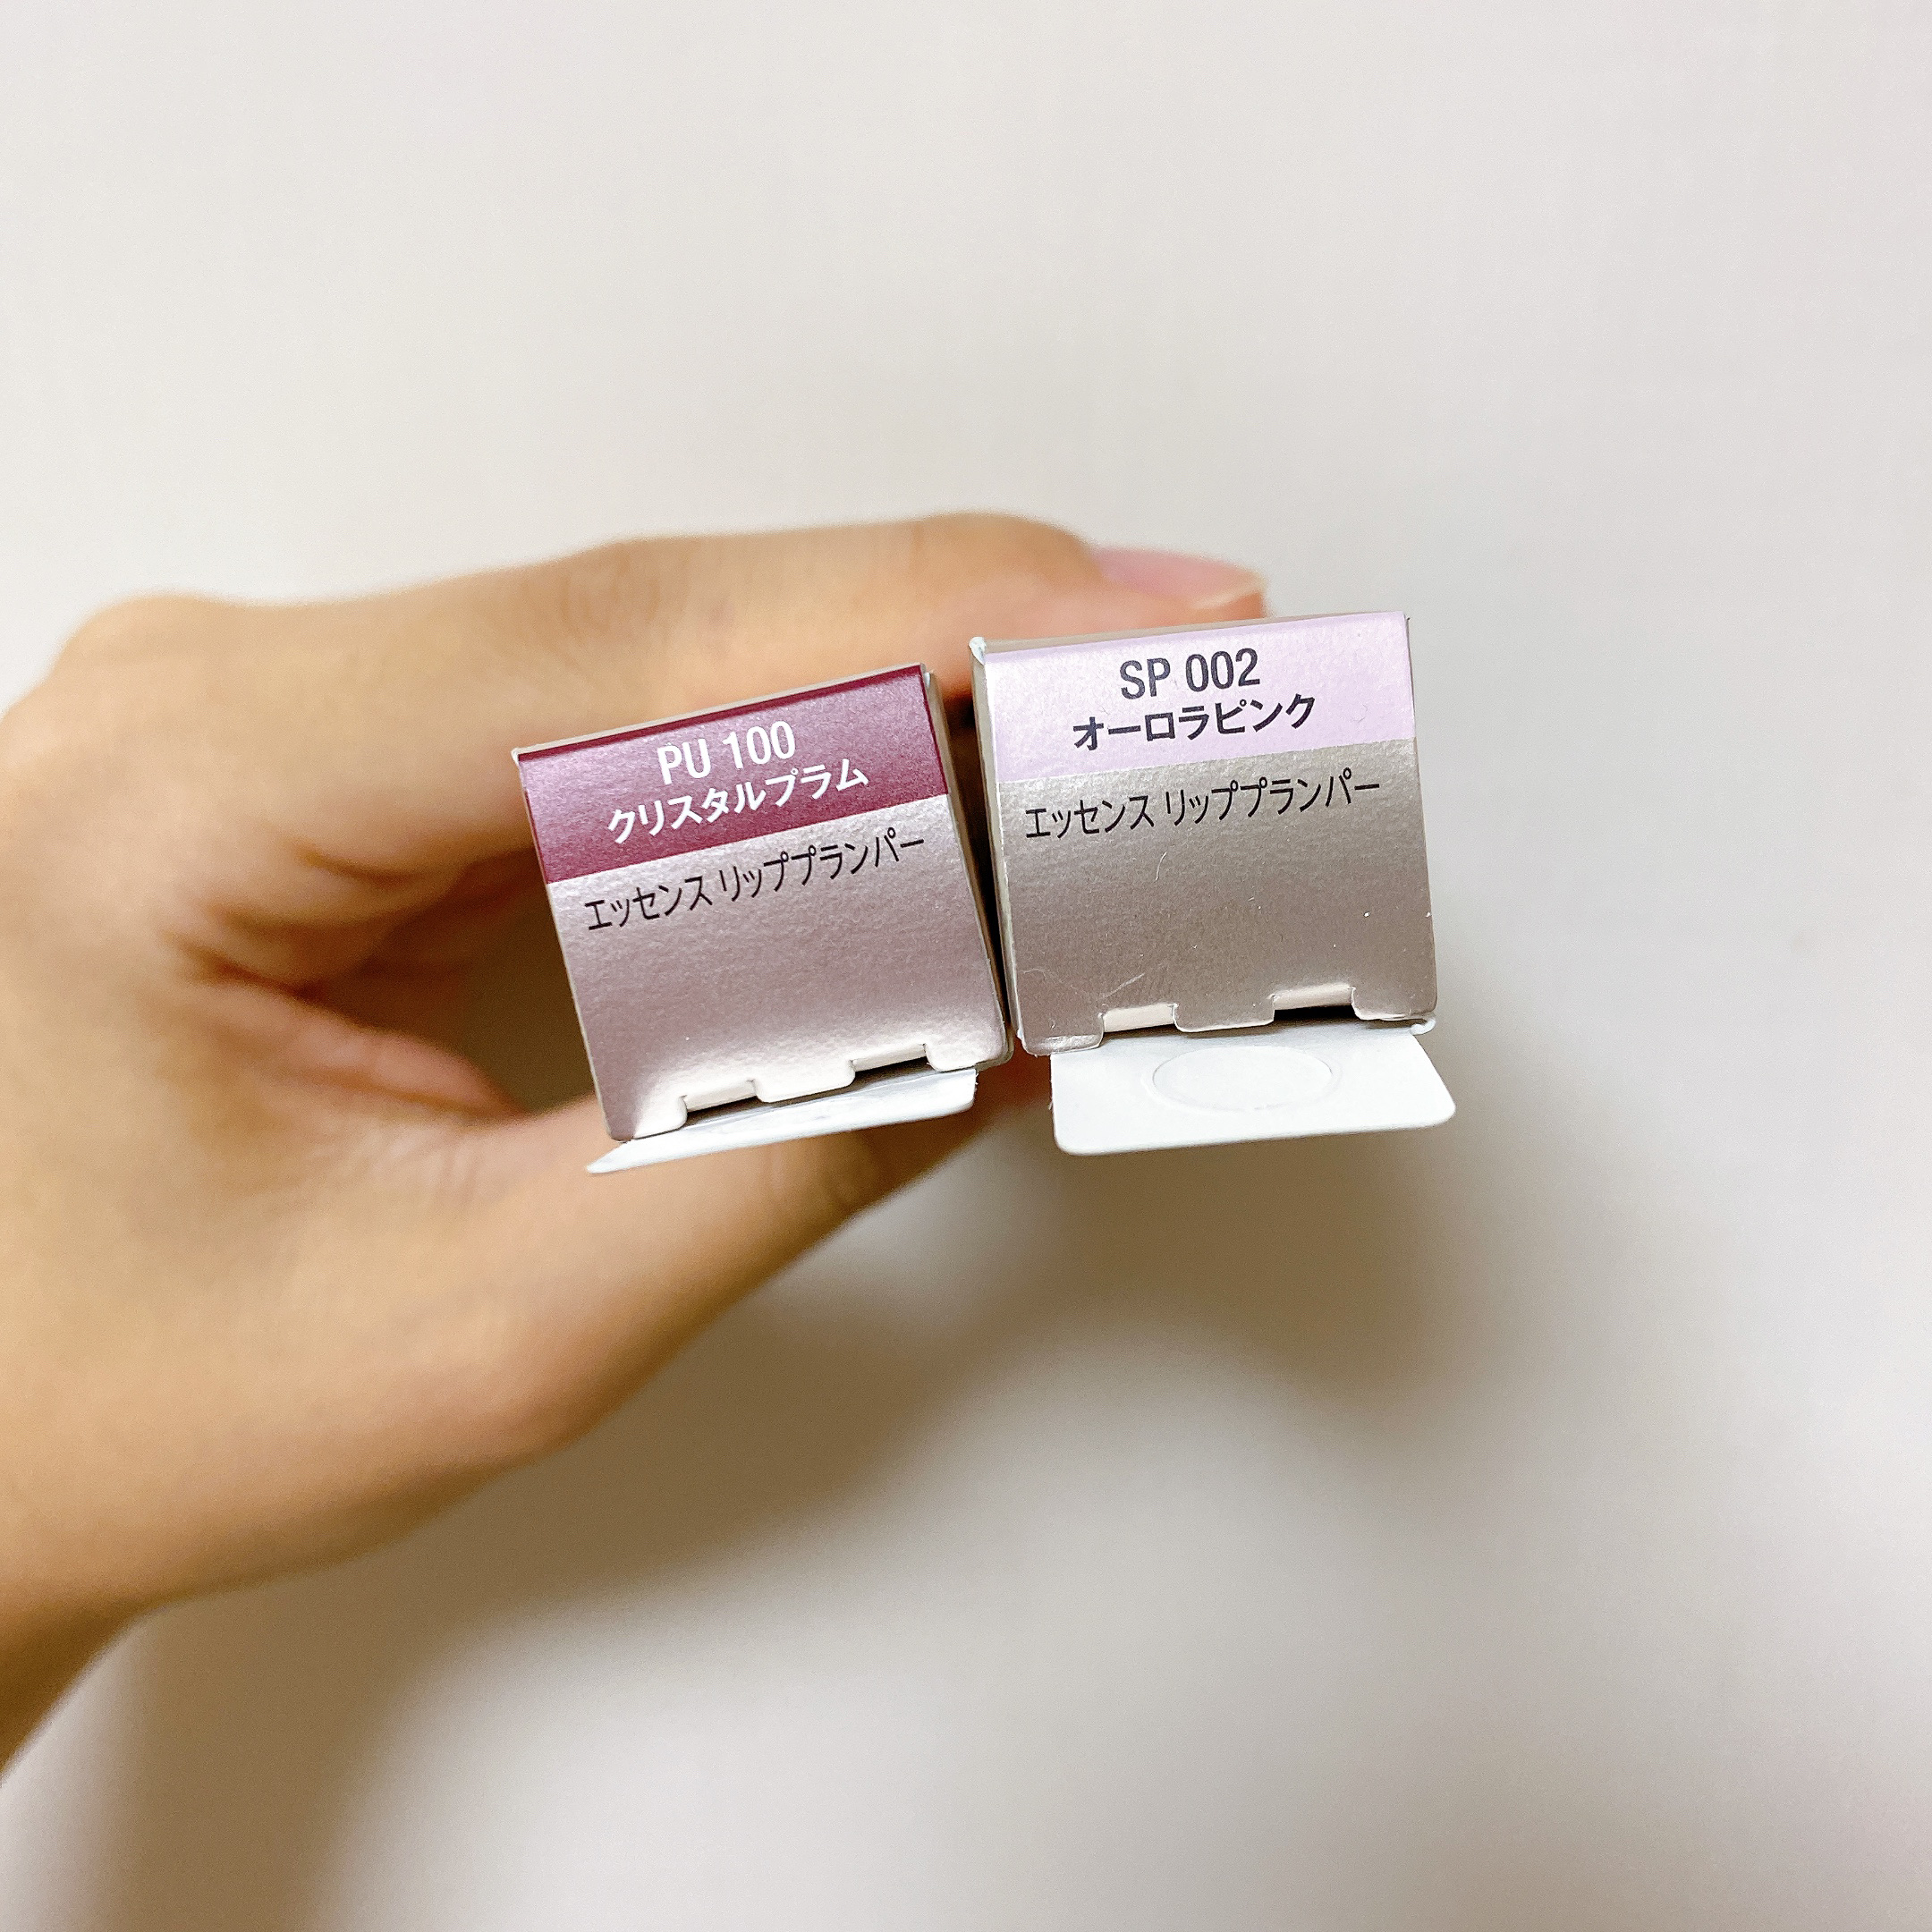 PU 100
クリスタルプラム
エッセンス リッププランパー
SP 002
オーロラピンク
エッセンス リッププランパー